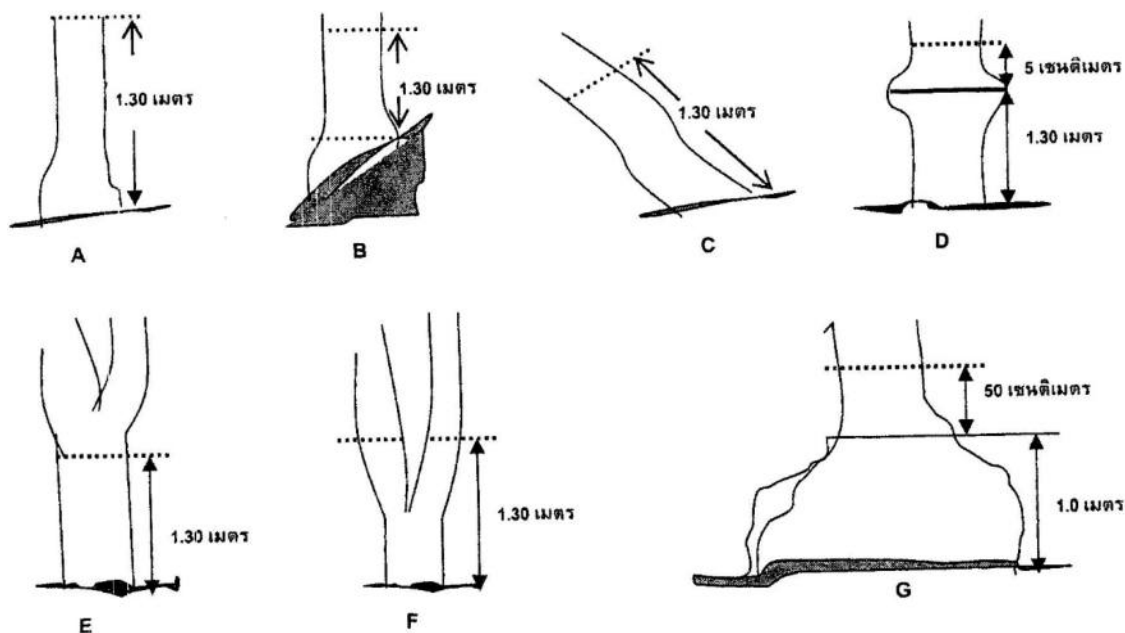 1.30 เมตร
A
1.30 เมตร
B
1.30 เมตร
C
5 เซนติเมตร
1.30 เมตร
D
1.30 เมตร
E
1.30 เมตร
F
50 เซนติเมตร
1.0 เมตร
G